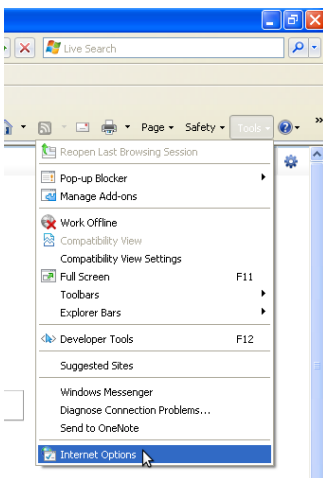 Live Search
Page Safety Tools »
Reopen Last Browsing Session
Pop-up Blocker
Manage Add-ons
Work Offline
Compatibility View
Compatibility View Settings
Full Screen F11
Toolbars
Explorer Bars
Developer Tools F12
Suggested Sites
Windows Messenger
Diagnose Connection Problems...
Send to OneNote
Internet Options